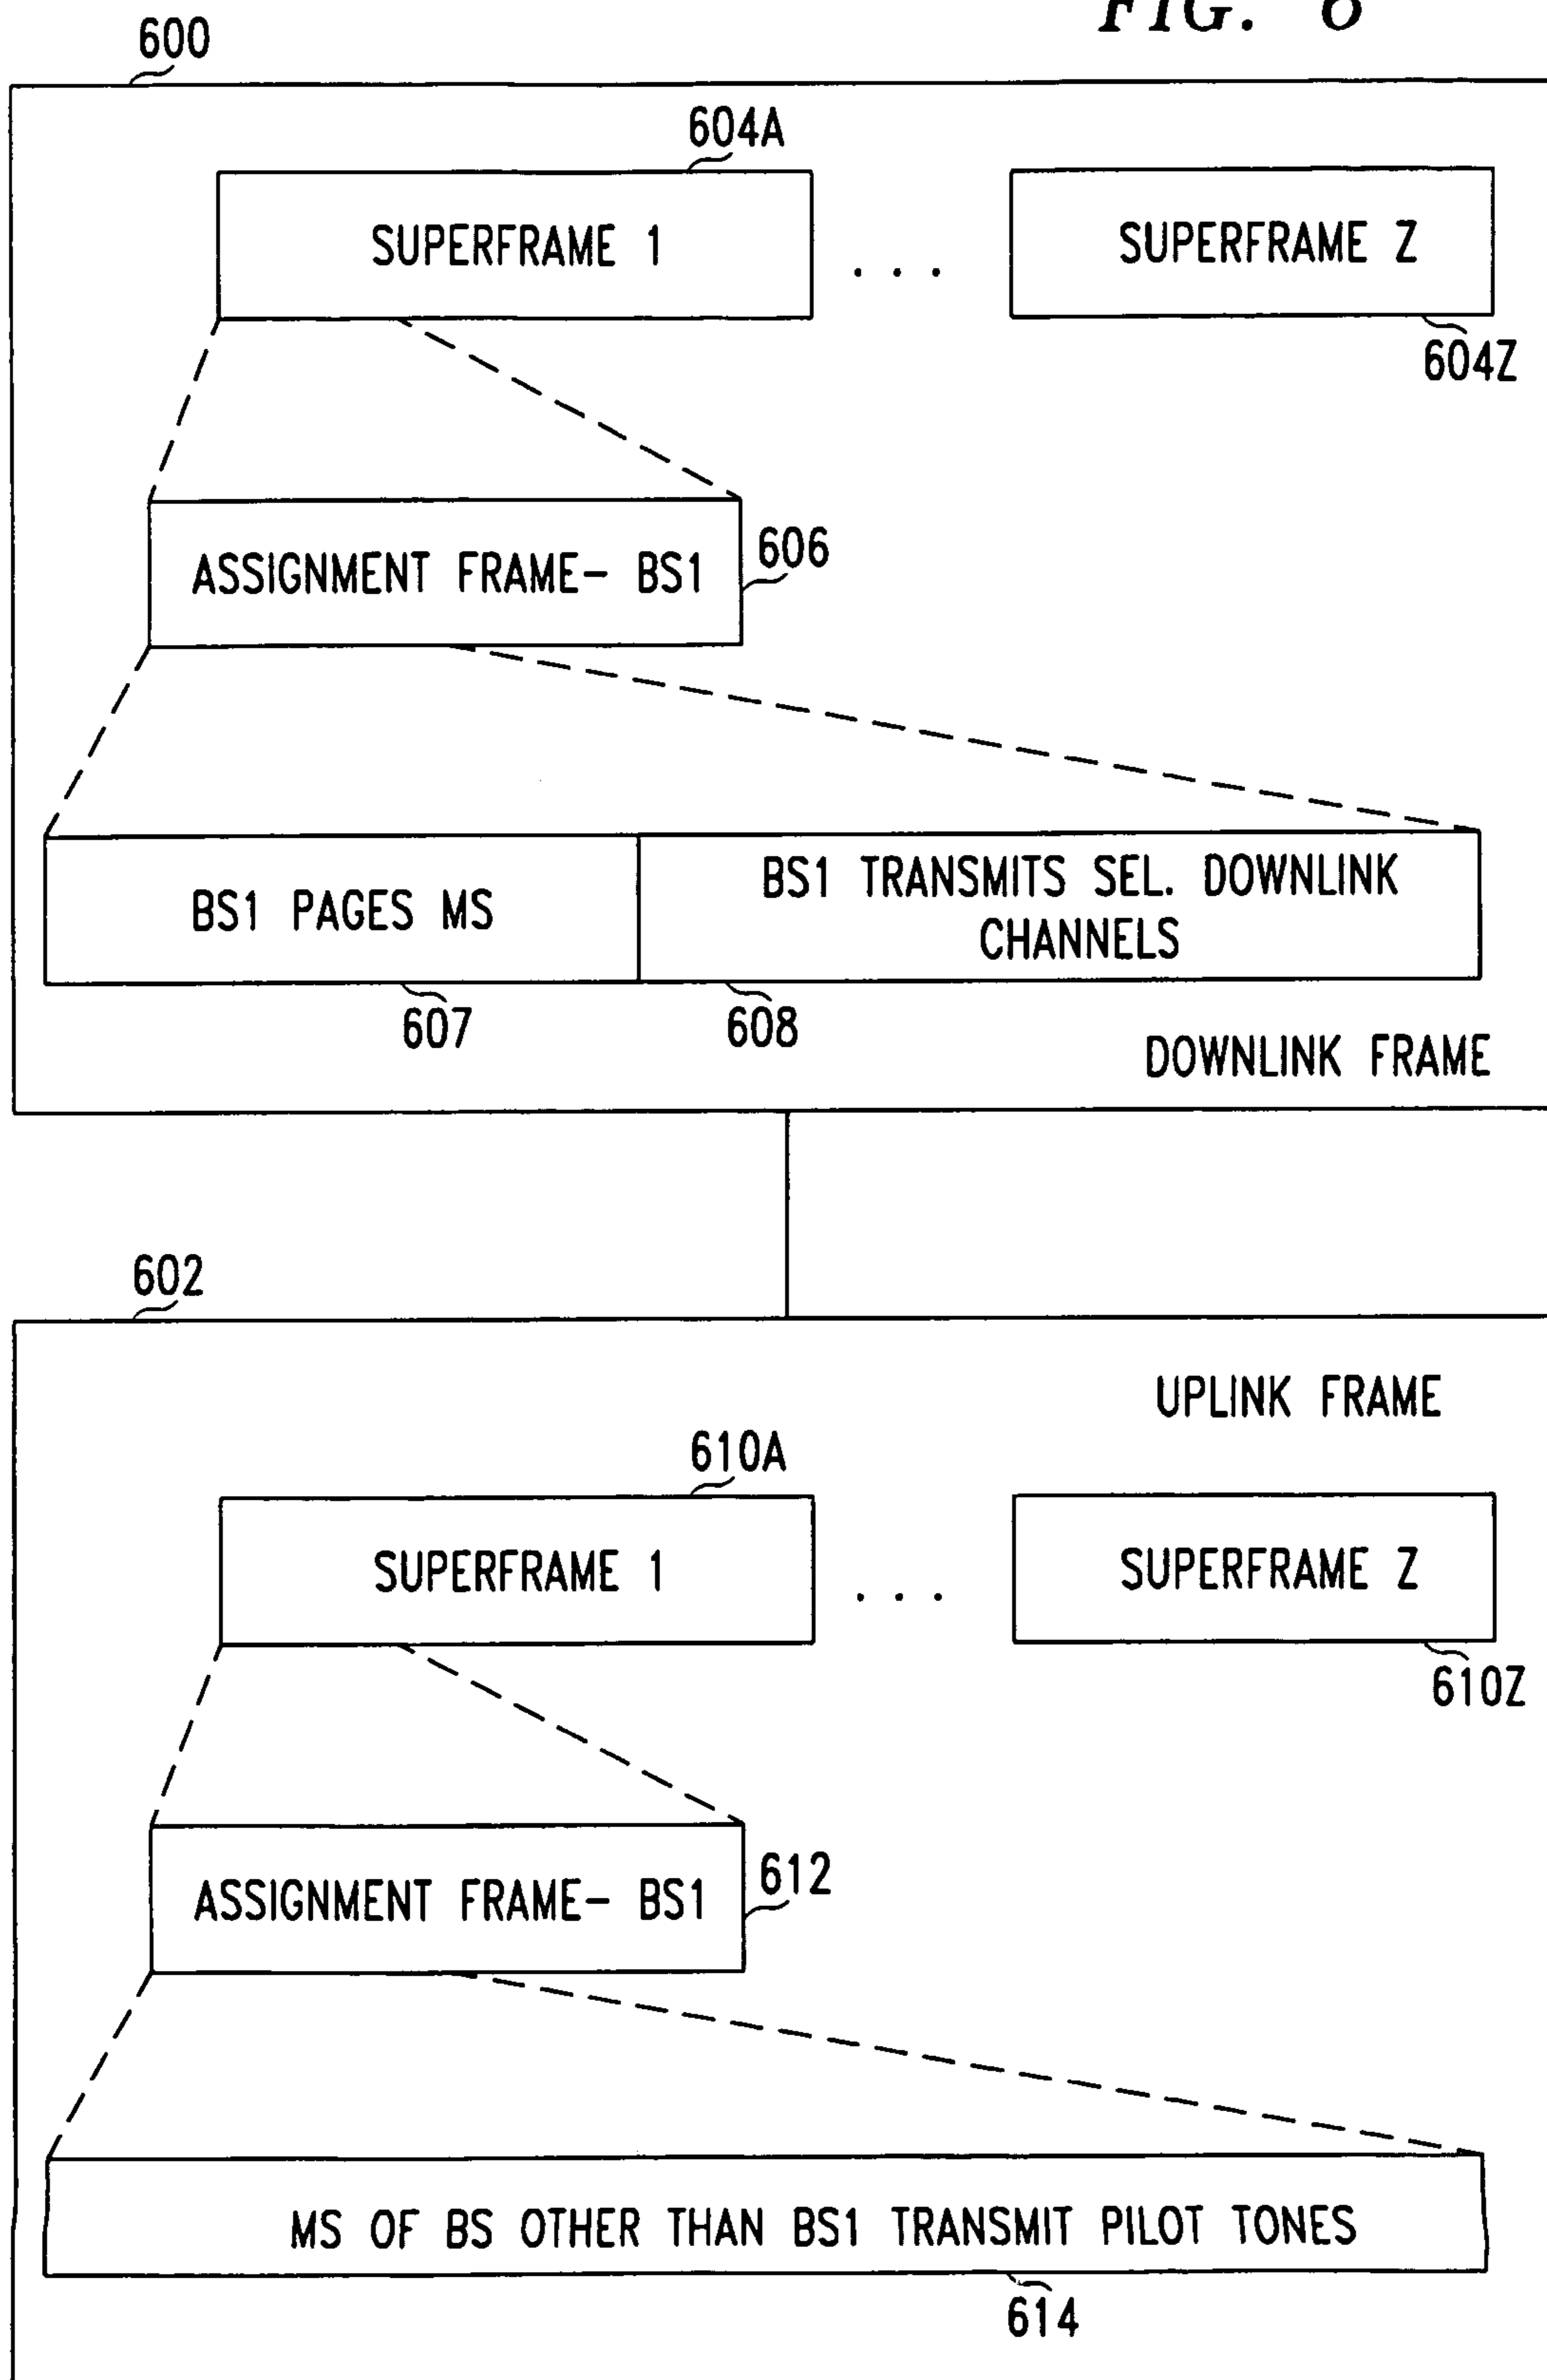 FIG. 6
600
604A
SUPERFRAME 1
. . .
SUPERFRAME Z
604Z
ASSIGNMENT FRAME- BS1
606
BS1 PAGES MS
BS1 TRANSMITS SEL. DOWNLINK
CHANNELS
607
608
DOWNLINK FRAME
602
UPLINK FRAME
610A
SUPERFRAME 1
. . .
SUPERFRAME Z
610Z
ASSIGNMENT FRAME- BS1
612
MS OF BS OTHER THAN BS1 TRANSMIT PILOT TONES
614